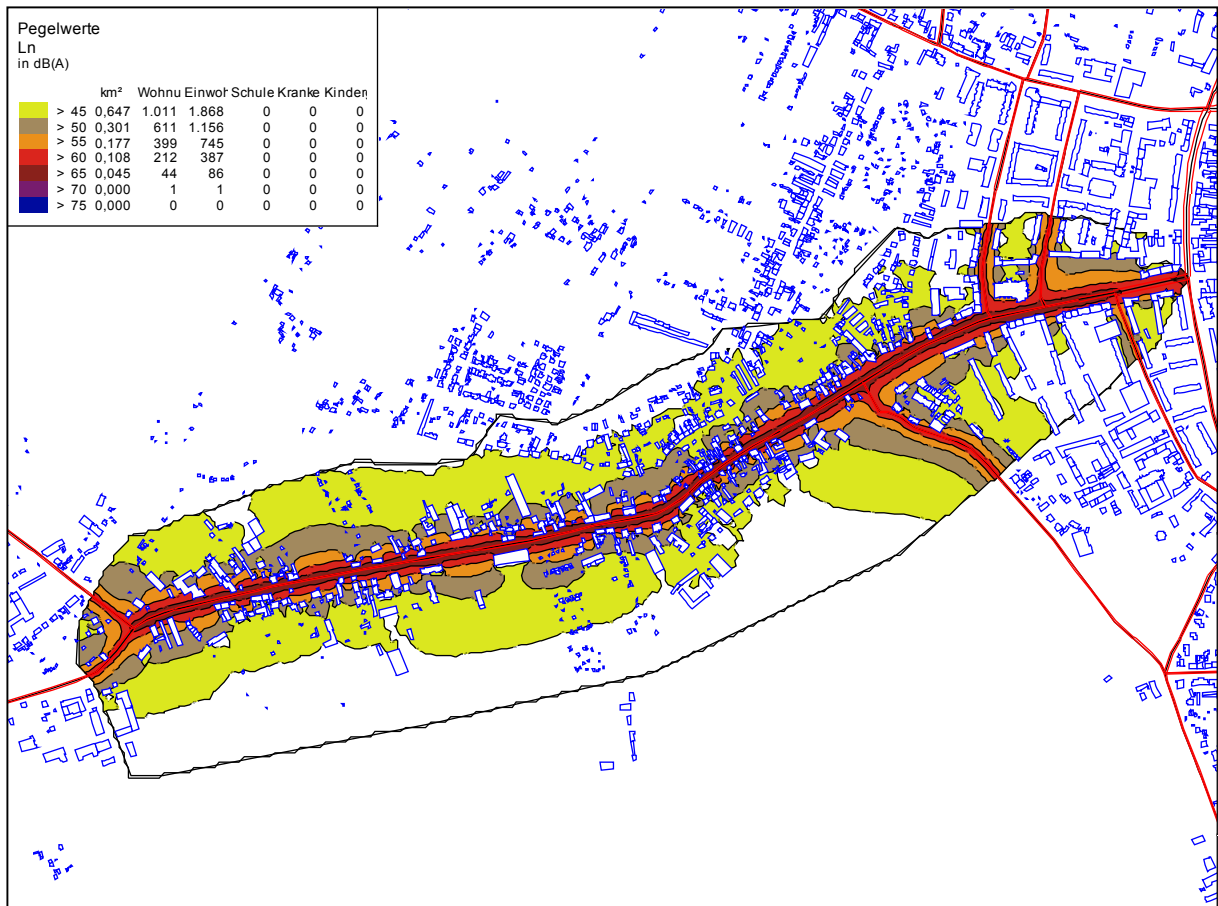 Pegelwerte
Ln
in dB(A)
km² Wohnu Einwoh Schule Kranke Kinder
> 45 0,647 1.011 1.868 0 0 0
> 50 0,301 611 1.156 0 0 0
> 55 0,177 399 745 0 0 0
> 60 0,108 212 387 0 0 0
> 65 0,045 44 86 0 0 0
> 70 0,000 1 1 0 0 0
> 75 0,000 0 0 0 0 0